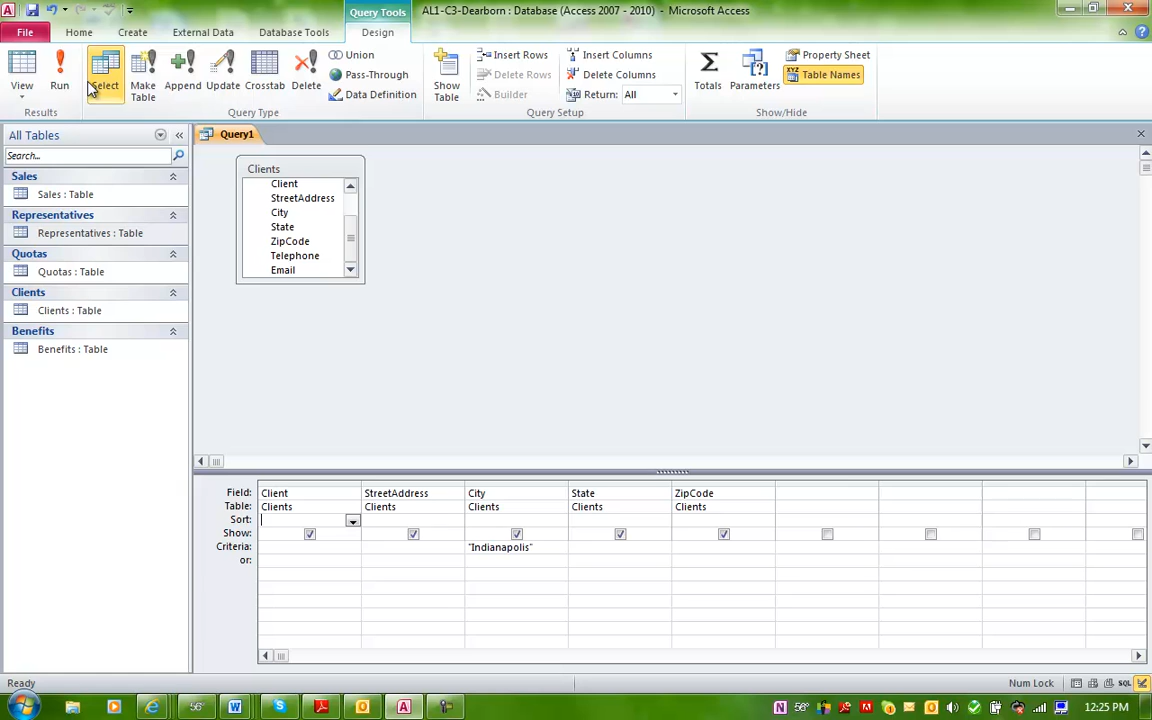 Query Tools
AL1-C3-Dearborn : Database (Access 2007 - 2010) - Microsoft Access
File Home Create External Data Database Tools Design
View Run Select Make Table Append Update Crosstab Delete
Union
Pass-Through
Data Definition
Show Table
Insert Rows
Delete Rows
Builder
Insert Columns
Delete Columns
Return: All
Totals Parameters
Property Sheet
Table Names
Results Query Type Query Setup Show/Hide
All Tables
Search...
Sales
Sales : Table
Representatives
Representatives : Table
Quotas
Quotas : Table
Clients
Clients : Table
Benefits
Benefits : Table
Query1
Clients
Client
StreetAddress
City
State
ZipCode
Telephone
Email
Field: Client StreetAddress City State ZipCode
Table: Clients Clients Clients Clients Clients
Sort:
Show:
Criteria: "Indianapolis"
or:
Ready Num Lock SQL
56° 56° 12:25 PM